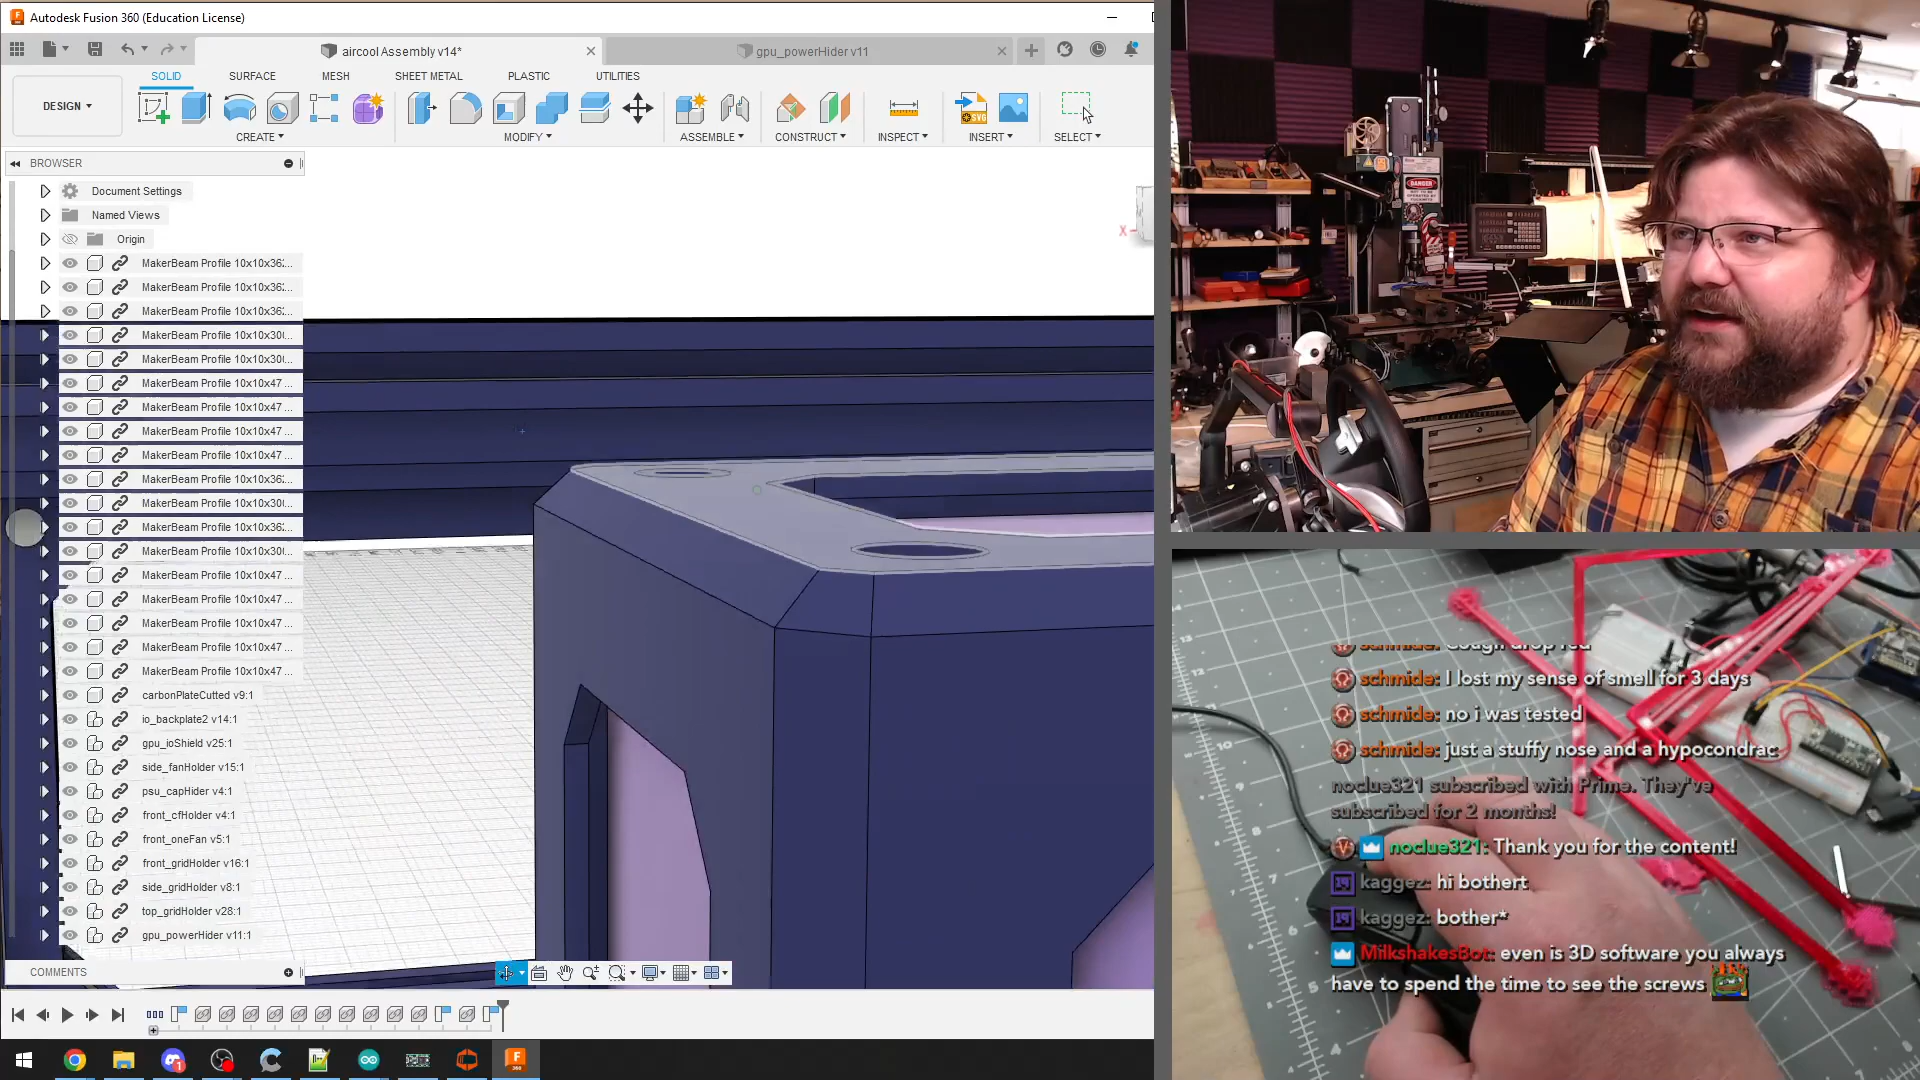 Autodesk Fusion 360 (Education License)
aircool Assembly v14*
gpu_powerHider v11
DESIGN
SOLID
SURFACE
MESH
SHEET METAL
PLASTIC
UTILITIES
CREATE
MODIFY
ASSEMBLE
CONSTRUCT
INSPECT
INSERT
SELECT
BROWSER
Document Settings
Named Views
Origin
MakerBeam Profile 10x10x36...
MakerBeam Profile 10x10x36...
MakerBeam Profile 10x10x36...
MakerBeam Profile 10x10x30...
MakerBeam Profile 10x10x30...
MakerBeam Profile 10x10x47 ...
MakerBeam Profile 10x10x47 ...
MakerBeam Profile 10x10x47 ...
MakerBeam Profile 10x10x47 ...
MakerBeam Profile 10x10x36...
MakerBeam Profile 10x10x30...
MakerBeam Profile 10x10x36...
MakerBeam Profile 10x10x30...
MakerBeam Profile 10x10x47 ...
MakerBeam Profile 10x10x47 ...
MakerBeam Profile 10x10x47 ...
MakerBeam Profile 10x10x47 ...
MakerBeam Profile 10x10x47 ...
carbonPlateCutted v9:1
io_backplate2 v14:1
gpu_ioShield v25:1
side_fanHolder v15:1
psu_capHider v4:1
front_cfHolder v4:1
front_oneFan v5:1
front_gridHolder v16:1
side_gridHolder v8:1
top_gridHolder v28:1
gpu_powerHider v11:1
COMMENTS
X
DANGER
schmide: I lost my sense of smell for 3 days
schmide: no i was tested
schmide: just a stuffy nose and a hypocondrac
noclue321 subscribed with Prime. They've
subscribed for 2 months!
noclue321: Thank you for the content!
kaggez: hi bothert
kaggez: bother*
MilkshakesBot: even is 3D software you always
have to spend the time to see the screws